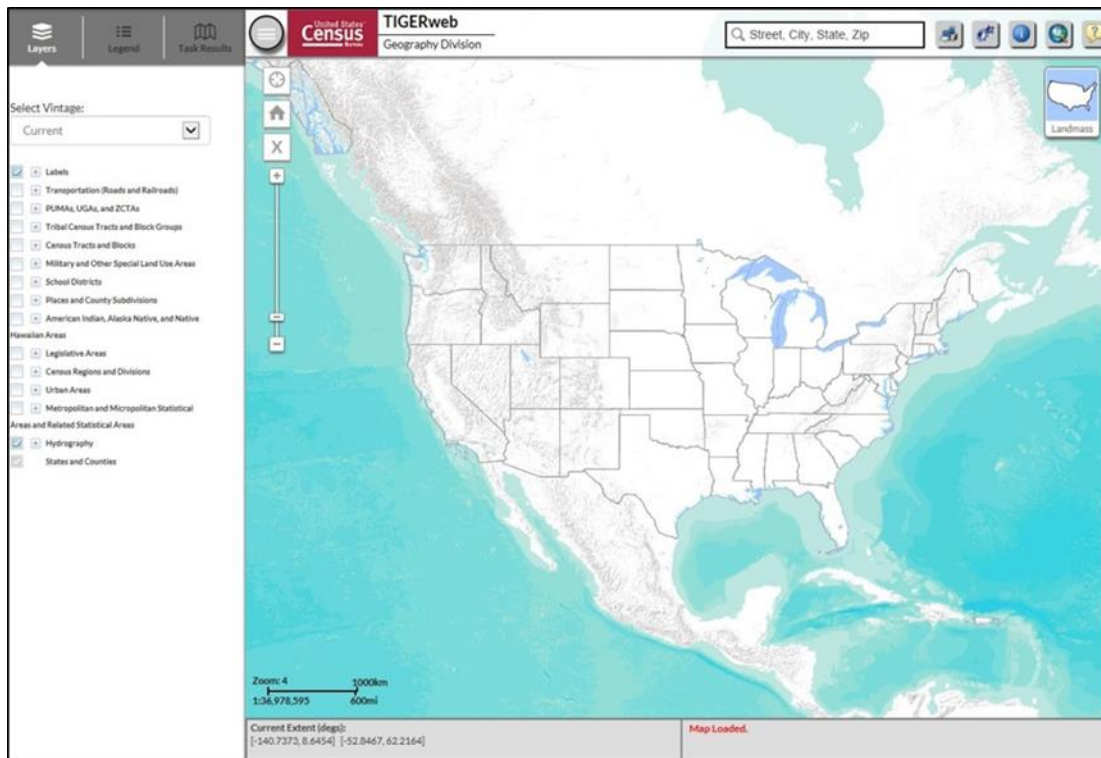 Layers
Legend
Task Results
United States®
Census
Bureau
TIGERweb
Geography Division
Street, City, State, Zip
Select Vintage:
Current
Labels
Transportation (Roads and Railroads)
PUMAs, UGAs, and ZCTAs
Tribal Census Tracts and Block Groups
Census Tracts and Blocks
Military and Other Special Land Use Areas
School Districts
Places and County Subdivisions
American Indian, Alaska Native, and Native
Hawaiian Areas
Legislative Areas
Census Regions and Divisions
Urban Areas
Metropolitan and Micropolitan Statistical
Areas and Related Statistical Areas
Hydrography
States and Counties
X
Landmass
Zoom: 4
1000km
1:36,978,595
600mi
Current Extent (degs):
[-140.7373, 8.6454] [-52.8467, 62.2164]
Map Loaded.